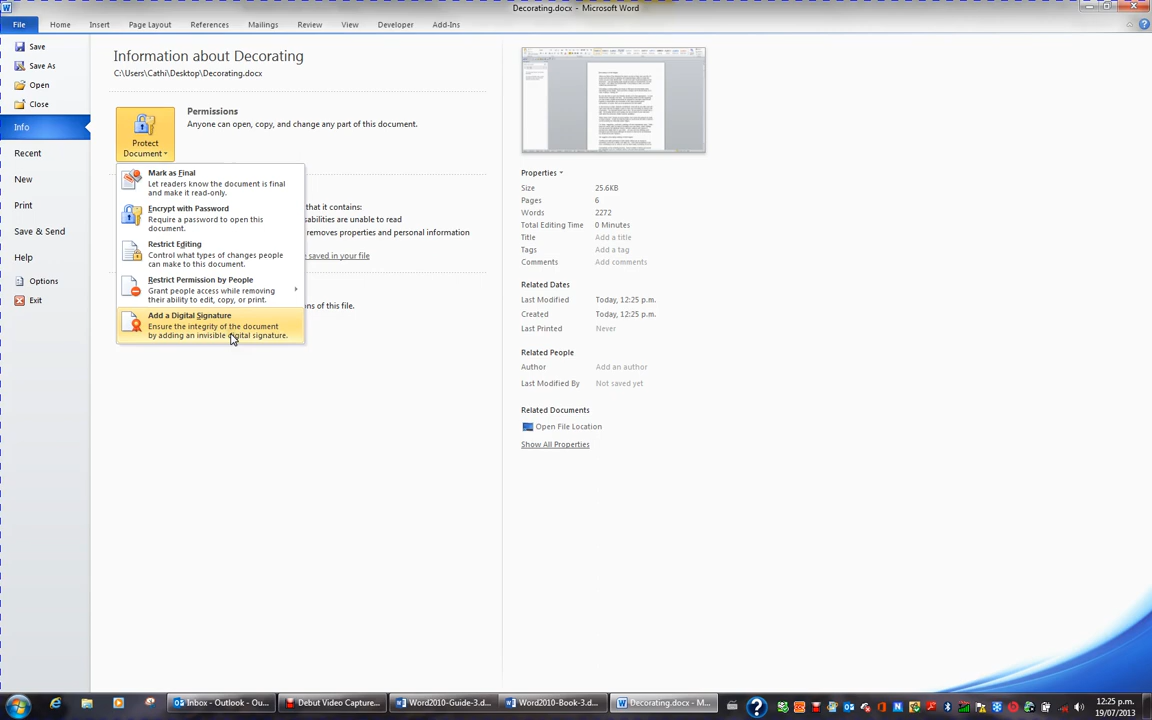 Decorating.docx - Microsoft Word
File Home Insert Page Layout References Mailings Review View Developer Add-Ins
Save
Save As
Open
Close
Info
Recent
New
Print
Save & Send
Help
Options
Exit
Information about Decorating
C:\Users\Cathi\Desktop\Decorating.docx
Protect
Document
Permissions
Anyone can open, copy, and change any part of this document.
Mark as Final
Let readers know the document is final
and make it read-only.
Encrypt with Password
Require a password to open this
document.
Restrict Editing
Control what types of changes people
can make to this document.
Restrict Permission by People
Grant people access while removing
their ability to edit, copy, or print.
Add a Digital Signature
Ensure the integrity of the document
by adding an invisible digital signature.
that it contains:
abilities are unable to read
removes properties and personal information
saved in your file
ons of this file.
Properties
Size 25.6KB
Pages 6
Words 2272
Total Editing Time 0 Minutes
Title Add a title
Tags Add a tag
Comments Add comments
Related Dates
Last Modified Today, 12:25 p.m.
Created Today, 12:25 p.m.
Last Printed Never
Related People
Author Add an author
Last Modified By Not saved yet
Related Documents
Open File Location
Show All Properties
Inbox - Outlook - Ou...
Debut Video Capture...
Word2010-Guide-3.d...
Word2010-Book-3.d...
Decorating.docx - M...
12:25 p.m.
19/07/2013